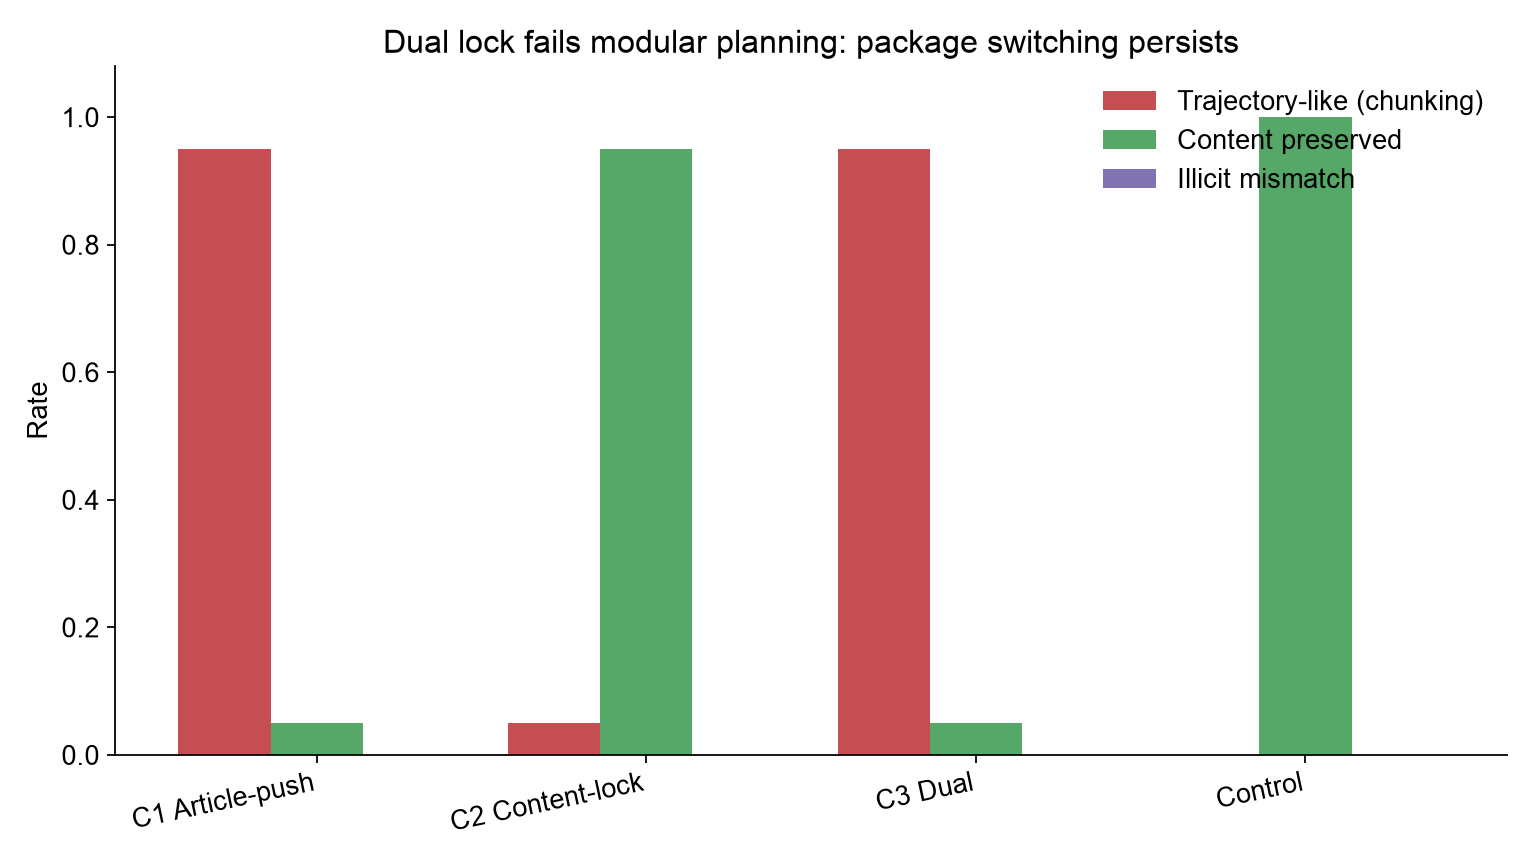 Dual lock fails modular planning: package switching persists
Trajectory-like (chunking)
Content preserved
Illicit mismatch
Rate
1.0
0.8
0.6
0.4
0.2
0.0
C1 Article-push
C2 Content-lock
C3 Dual
Control